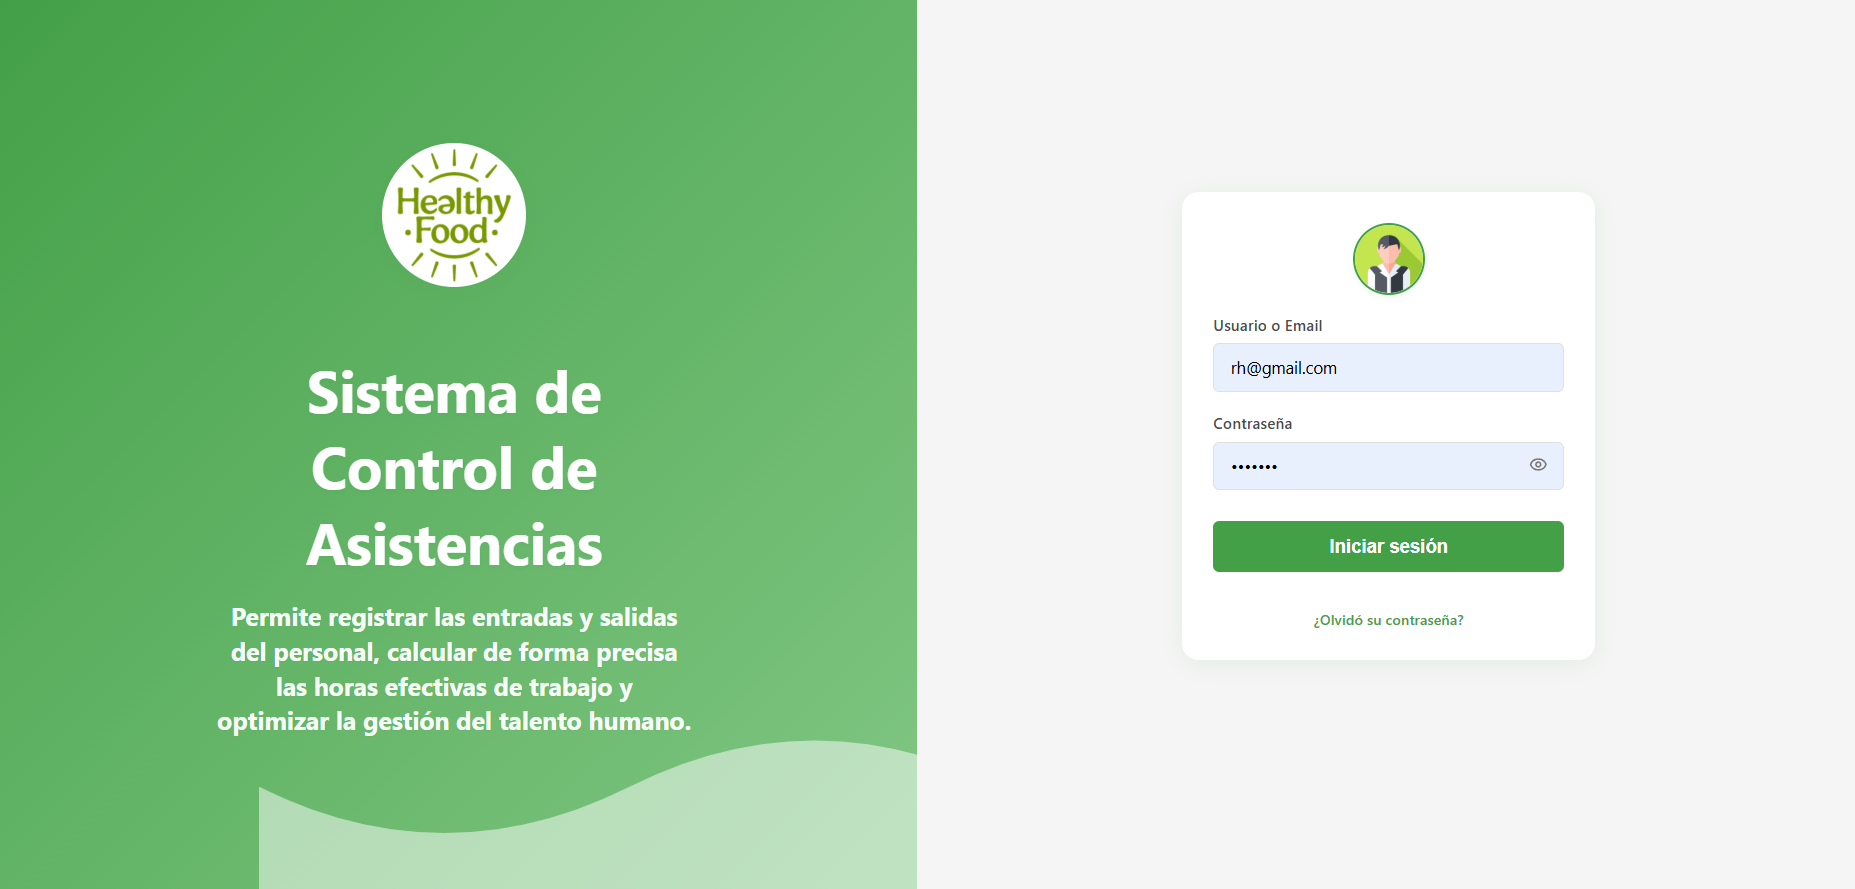 Healthy
·Food·
Sistema de
Control de
Asistencias
Permite registrar las entradas y salidas
del personal, calcular de forma precisa
las horas efectivas de trabajo y
optimizar la gestión del talento humano.
Usuario o Email
rh@gmail.com
Contraseña
•••••••
Iniciar sesión
¿Olvidó su contraseña?